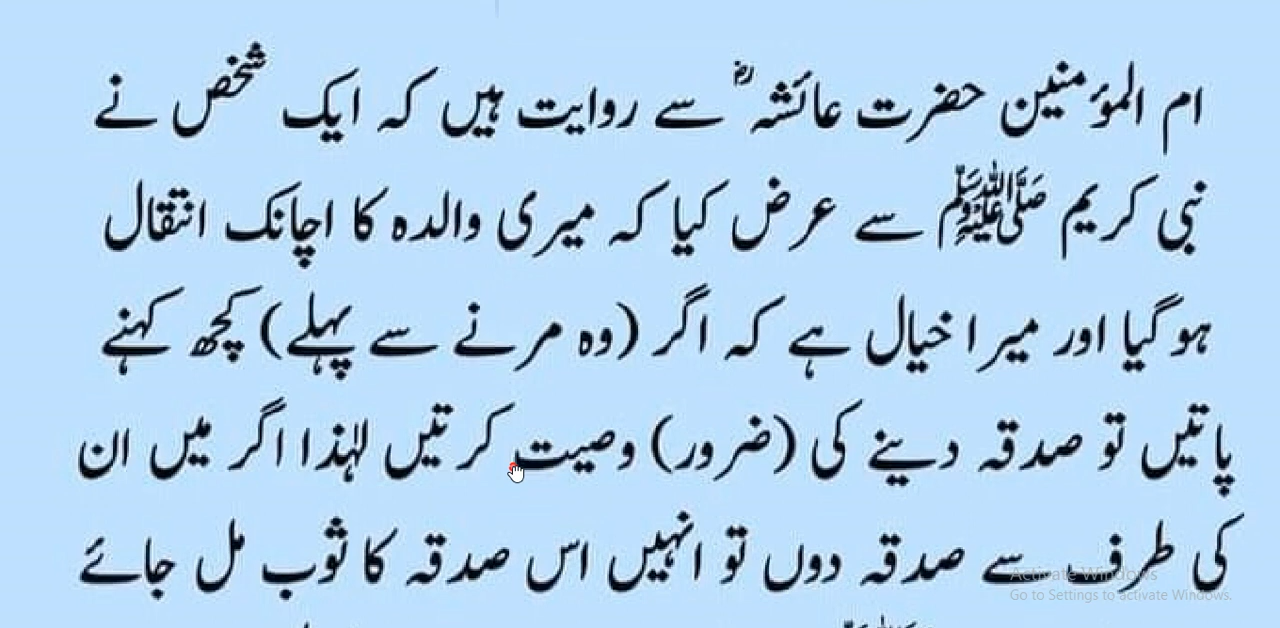 ام المؤمنین حضرت عائشہؓ سے روایت ہیں کہ ایک شخص نے
نبی کریم ﷺ سے عرض کیا کہ میری والدہ کا اچانک انتقال
ہوگیا اور میرا خیال ہے کہ اگر (وہ مرنے سے پہلے) کچھ کہنے
پاتیں تو صدقہ دینے کی (ضرور) وصیت کرتیں لہٰذا اگر میں ان
کی طرف سے صدقہ دوں تو انہیں اس صدقہ کا ثوب مل جائے
Activate Windows
Go to Settings to activate Windows.